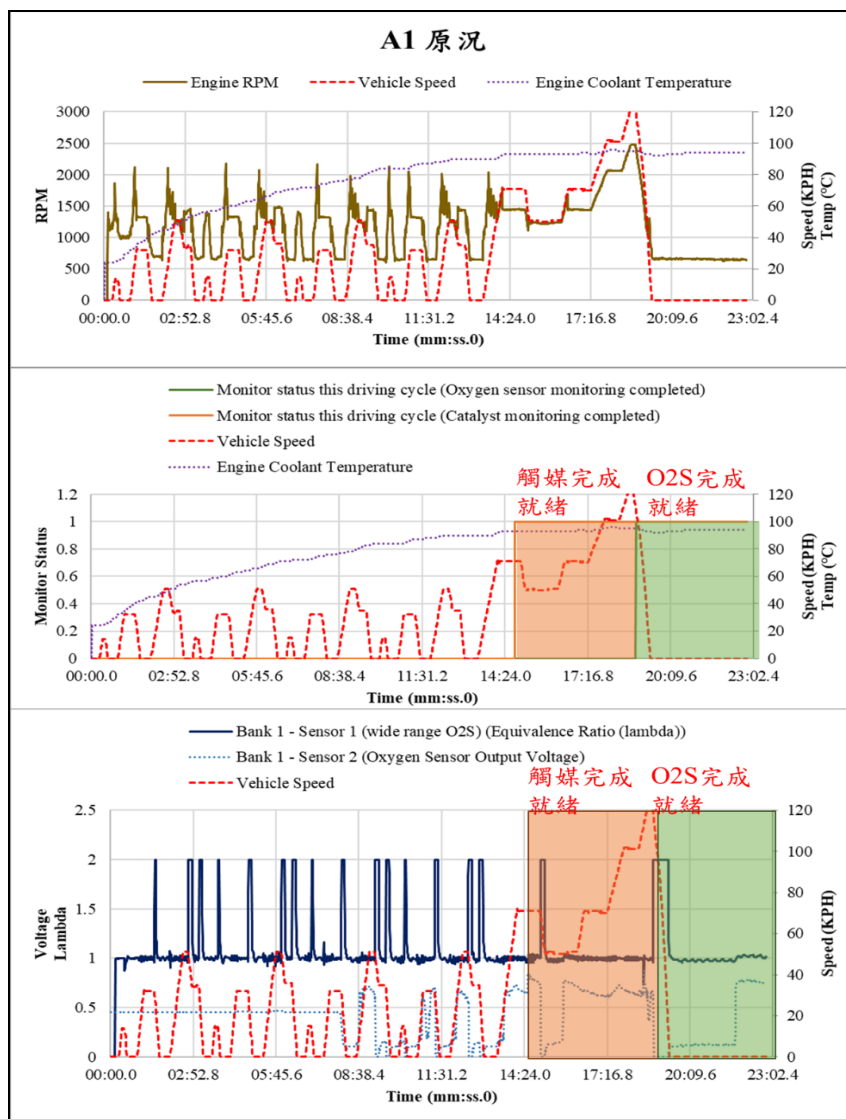 A1 原況
Engine RPM Vehicle Speed Engine Coolant Temperature
3000 120
2500 100
2000 80
1500 60
1000 40
500 20
0 0
RPM
Speed (KPH)
Temp (°C)
00:00.0 02:52.8 05:45.6 08:38.4 11:31.2 14:24.0 17:16.8 20:09.6 23:02.4
Time (mm:ss.0)
Monitor status this driving cycle (Oxygen sensor monitoring completed)
Monitor status this driving cycle (Catalyst monitoring completed)
Vehicle Speed
Engine Coolant Temperature
觸媒完成 O2S完成
就緒 就緒
1.2 120
1 100
0.8 80
0.6 60
0.4 40
0.2 20
0 0
Monitor Status
Speed (KPH)
Temp (°C)
00:00.0 02:52.8 05:45.6 08:38.4 11:31.2 14:24.0 17:16.8 20:09.6 23:02.4
Time (mm:ss.0)
Bank 1 - Sensor 1 (wide range O2S) (Equivalence Ratio (lambda))
Bank 1 - Sensor 2 (Oxygen Sensor Output Voltage)
Vehicle Speed
觸媒完成 O2S完成
就緒 就緒
2.5 120
2 100
1.5 80
1 60
0.5 40
0 20
0
Voltage
Lambda
Speed (KPH)
00:00.0 02:52.8 05:45.6 08:38.4 11:31.2 14:24.0 17:16.8 20:09.6 23:02.4
Time (mm:ss.0)